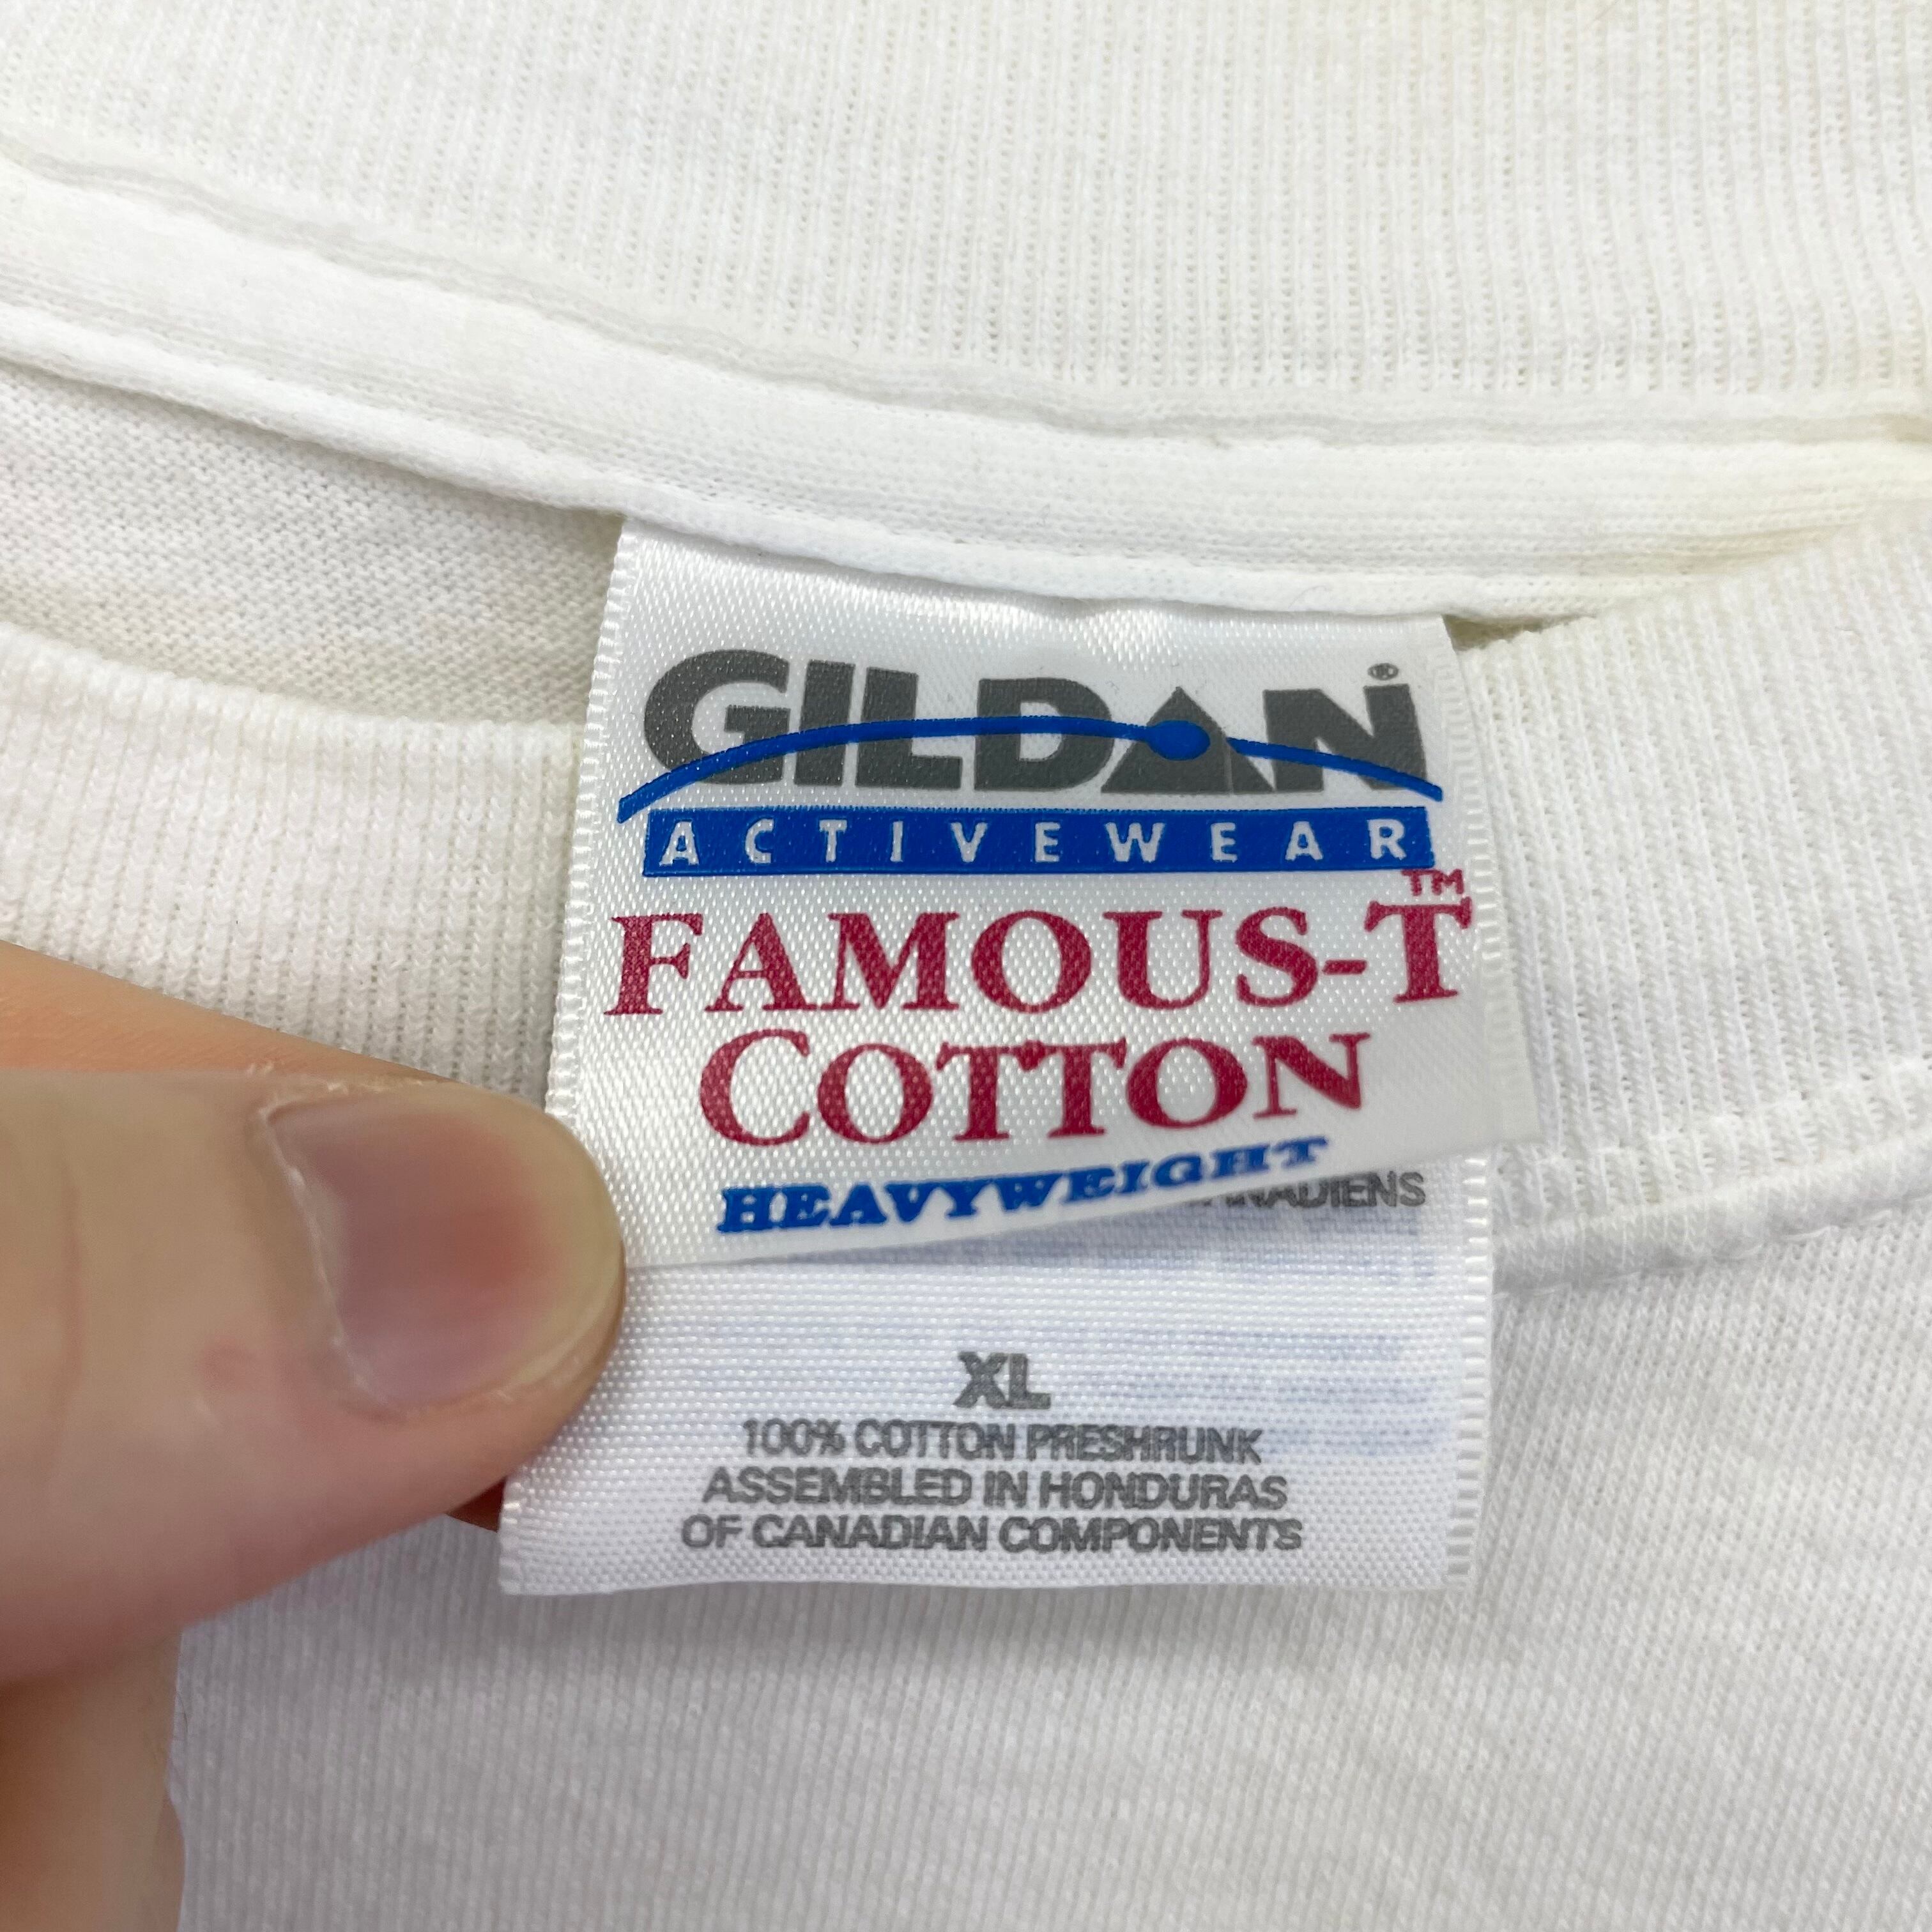 GILDAN®
ACTIVEWEAR
FAMOUS-T™
COTTON
HEAVYWEIGHT
XL
100% COTTON PRESHRUNK
ASSEMBLED IN HONDURAS
OF CANADIAN COMPONENTS